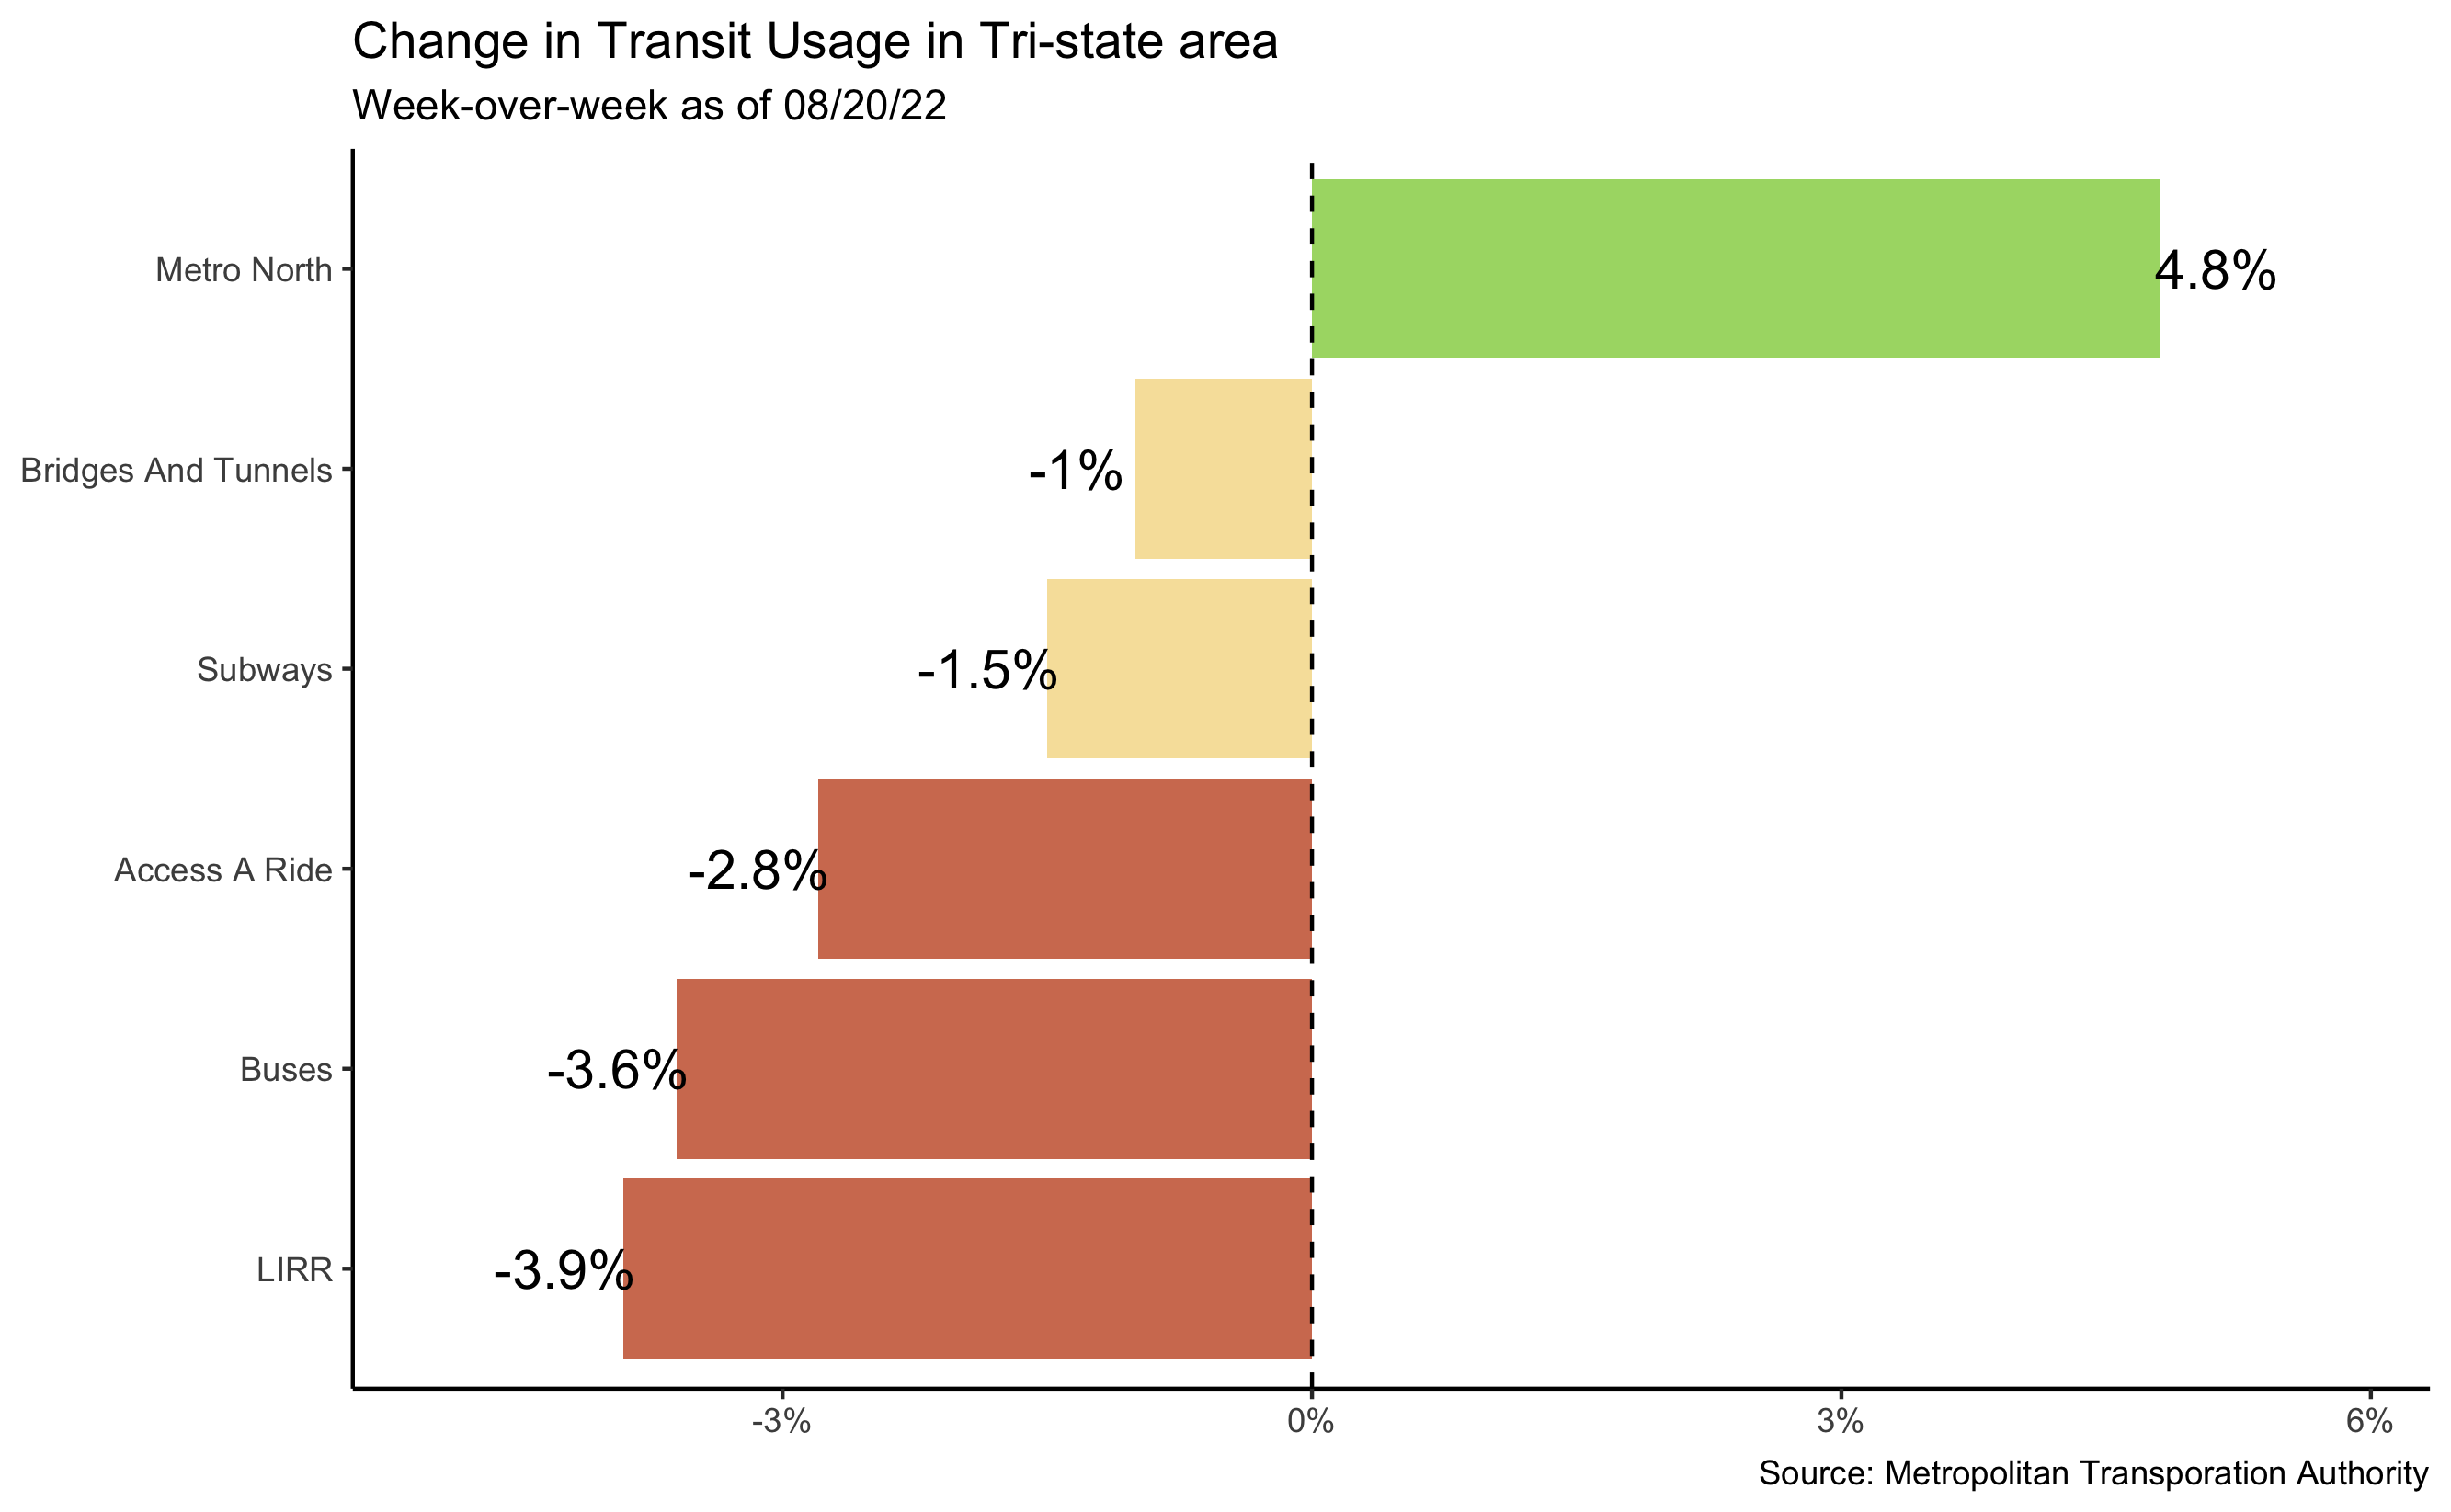 Change in Transit Usage in Tri-state area
Week-over-week as of 08/20/22
Metro North
4.8%
Bridges And Tunnels
-1%
Subways
-1.5%
Access A Ride
-2.8%
Buses
-3.6%
LIRR
-3.9%
-3%
0%
3%
6%
Source: Metropolitan Transporation Authority